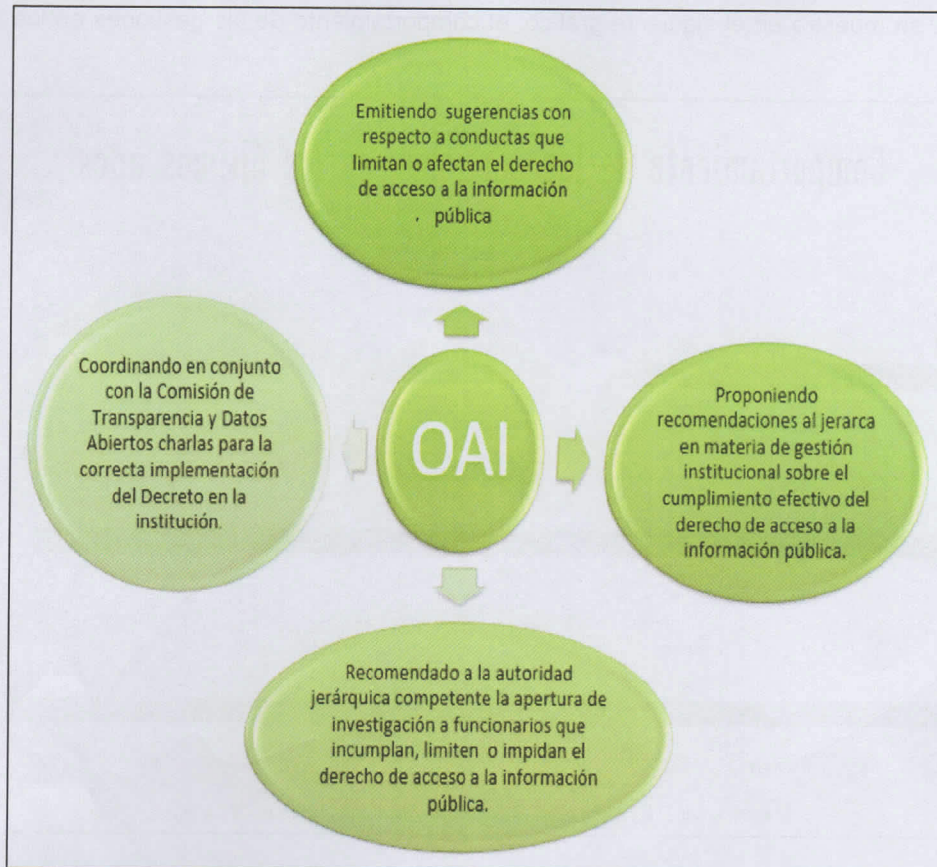 Emitiendo sugerencias con
respecto a conductas que
limitan o afectan el derecho
de acceso a la información
pública
Coordinando en conjunto
con la Comisión de
Transparencia y Datos
Abiertos charlas para la
correcta implementación
del Decreto en la
institución.
OAI
Proponiendo
recomendaciones al jerarca
en materia de gestión
institucional sobre el
cumplimiento efectivo del
derecho de acceso a la
información pública.
Recomendado a la autoridad
jerárquica competente la apertura de
investigación a funcionarios que
incumplan, limiten o impidan el
derecho de acceso a la información
pública.